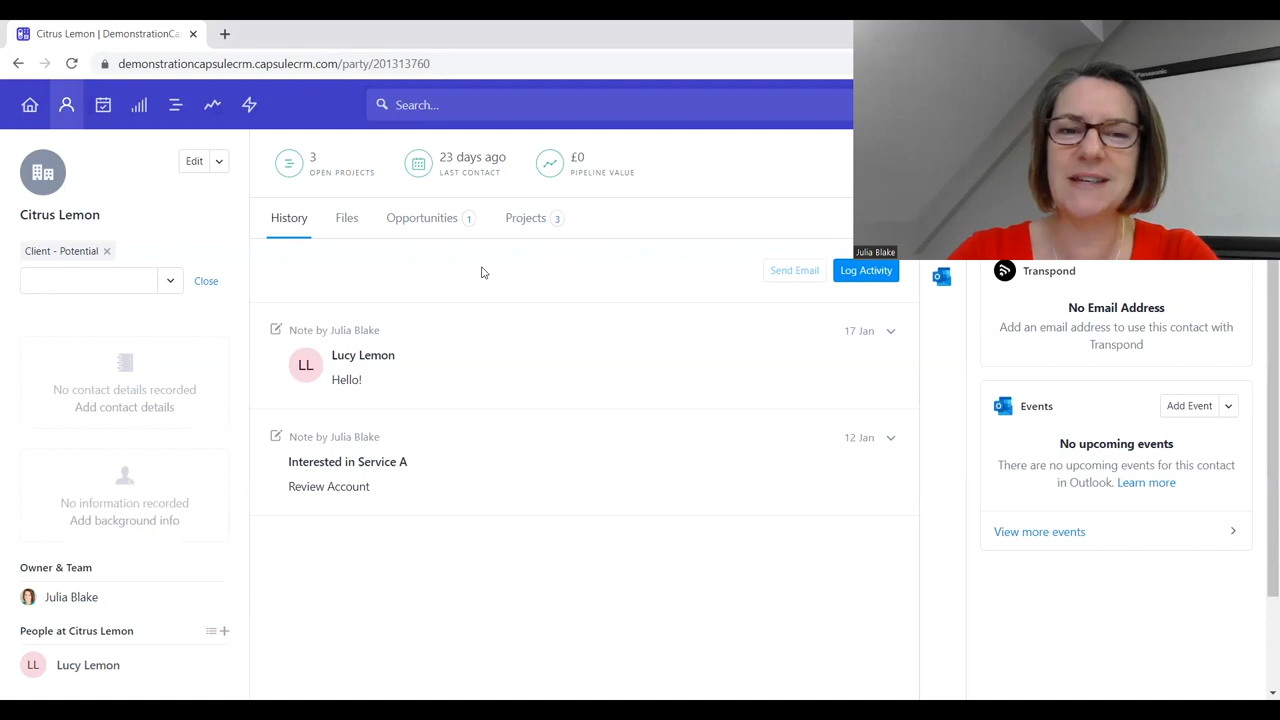 Citrus Lemon | DemonstrationCa
demonstrationcapsulecrm.capsulecrm.com/party/201313760
Search...
Panasonic
Julia Blake
Citrus Lemon
Edit
Client - Potential
Close
No contact details recorded
Add contact details
No information recorded
Add background info
Owner & Team
Julia Blake
People at Citrus Lemon
LL Lucy Lemon
3
OPEN PROJECTS
23 days ago
LAST CONTACT
£0
PIPELINE VALUE
History Files Opportunities 1 Projects 3
Send Email Log Activity
Note by Julia Blake 17 Jan
LL Lucy Lemon
Hello!
Note by Julia Blake 12 Jan
Interested in Service A
Review Account
Transpond
No Email Address
Add an email address to use this contact with
Transpond
Events Add Event
No upcoming events
There are no upcoming events for this contact
in Outlook. Learn more
View more events